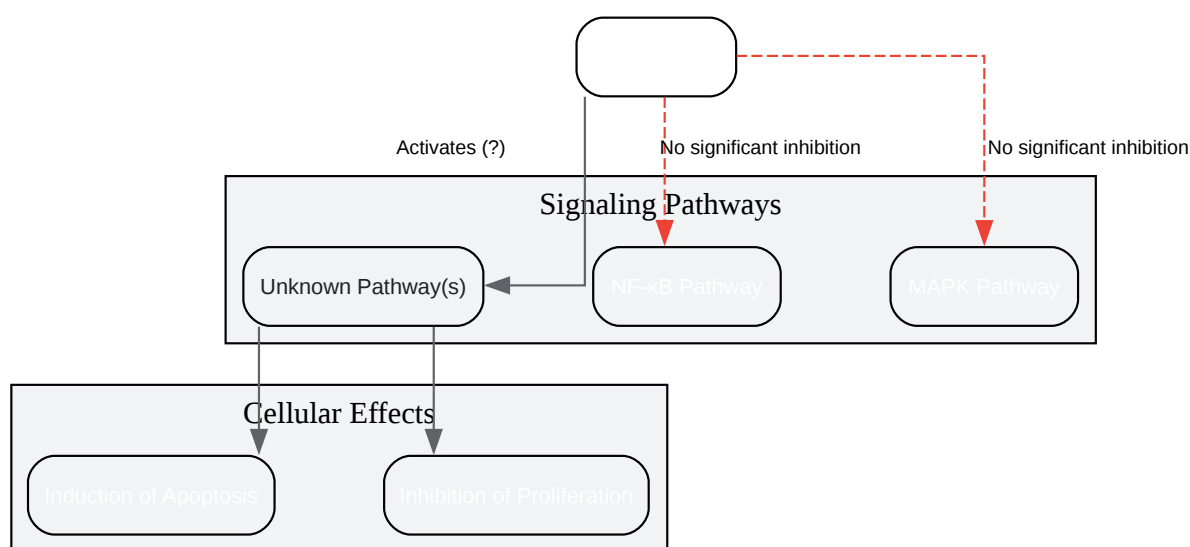 Activates (?)
No significant inhibition
No significant inhibition
Signaling Pathways
Unknown Pathway(s)
NF-κB Pathway
MAPK Pathway
Cellular Effects
Induction of Apoptosis
Inhibition of Proliferation